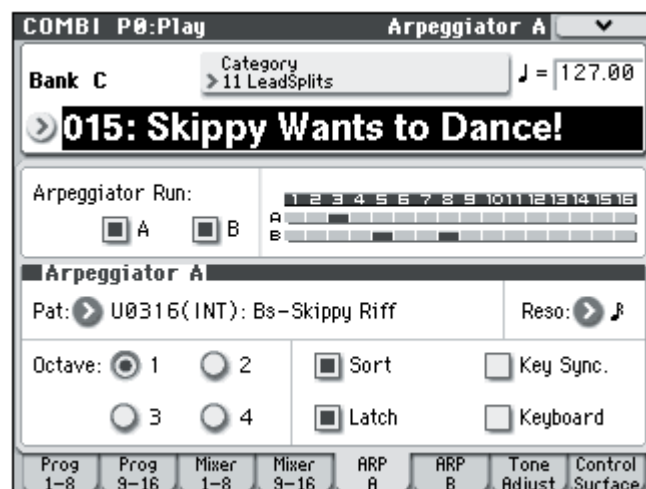 COMBI P0:Play Arpeggiator A
Bank C
Category
11 LeadSplits
♩ = 127.00
015: Skippy Wants to Dance!
Arpeggiator Run:
A B
1 2 3 4 5 6 7 8 9 10 11 12 13 14 15 16
A
B
Arpeggiator A
Pat: U0316(INT): Bs-Skippy Riff Reso: ♪
Octave: 1 2 Sort Key Sync.
3 4 Latch Keyboard
Prog 1-8 Prog 9-16 Mixer 1-8 Mixer 9-16 ARP A ARP B Tone Adjust Control Surface